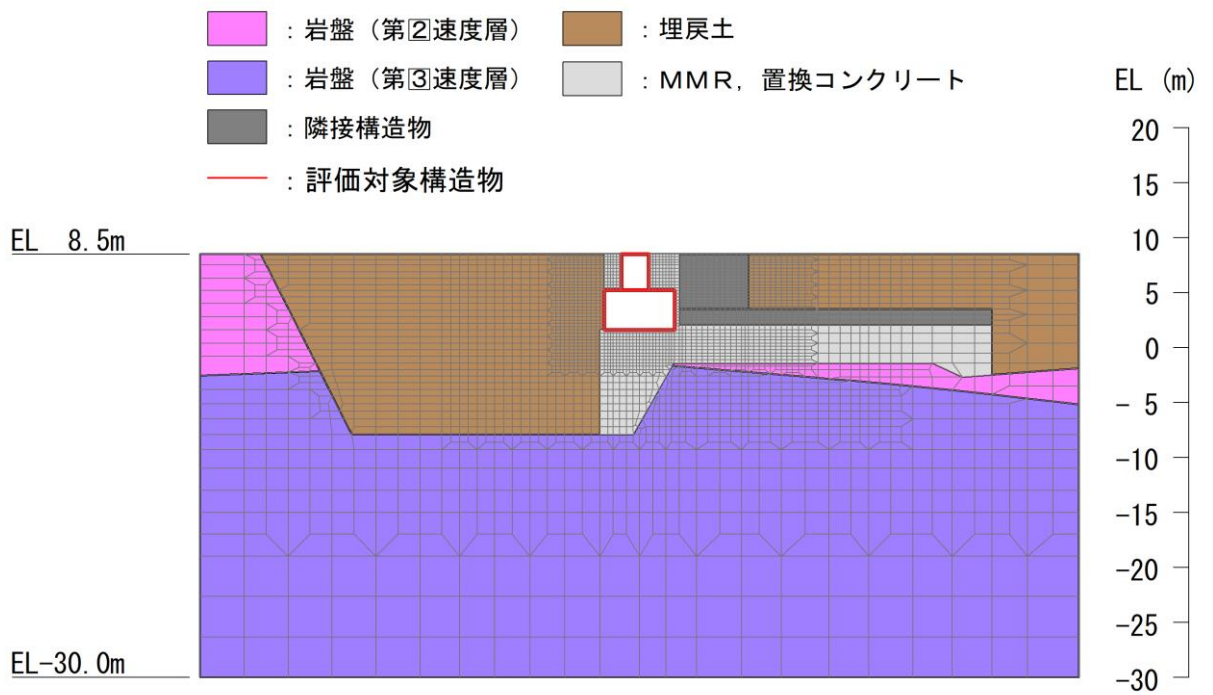 ：岩盤（第②速度層）
：埋戻土
：岩盤（第③速度層）
：ＭＭＲ，置換コンクリート
：隣接構造物
：評価対象構造物
EL (m)
20
15
EL 8.5m
10
5
0
- 5
-10
-15
-20
-25
EL-30.0m
-30